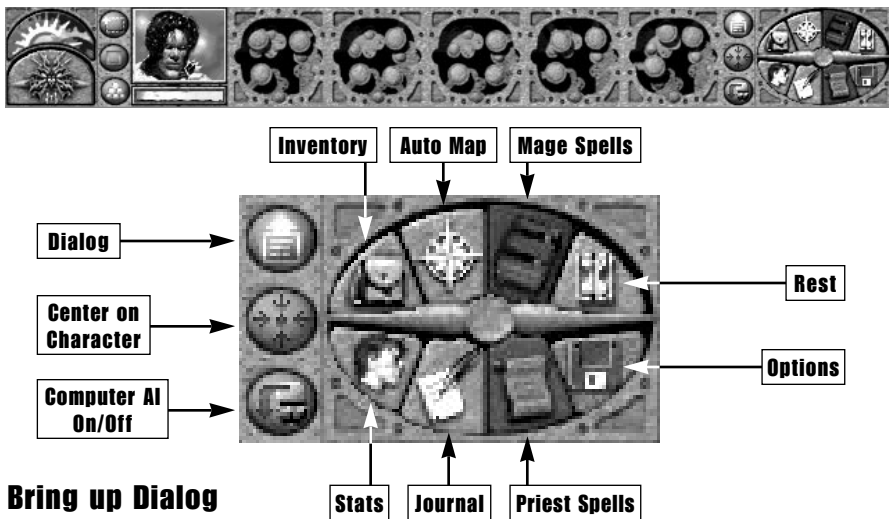 Inventory
Auto Map
Mage Spells
Dialog
Rest
Center on
Character
Options
Computer AI
On/Off
Bring up Dialog
Stats
Journal
Priest Spells